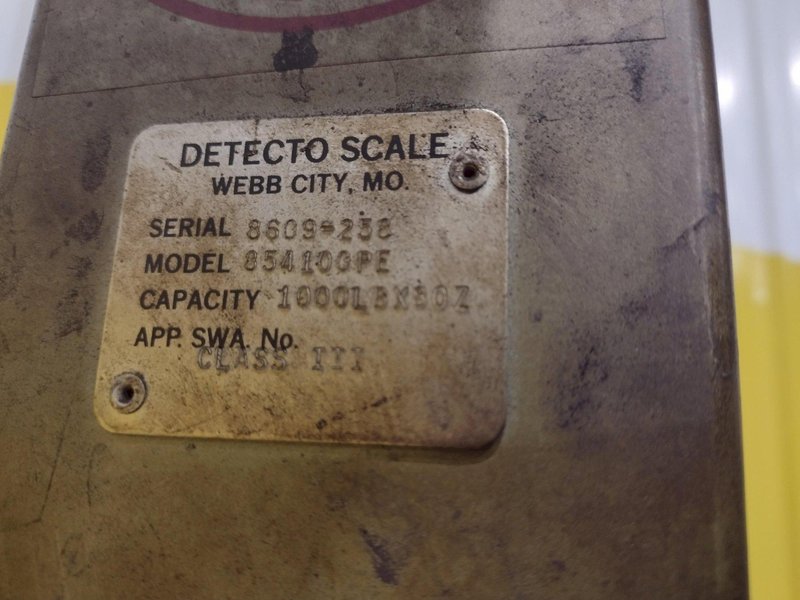 DETECTO SCALE
WEBB CITY, MO.
SERIAL 8609-238
MODEL 854100PE
CAPACITY 1000LBX8OZ
APP. SWA. No.
CLASS III